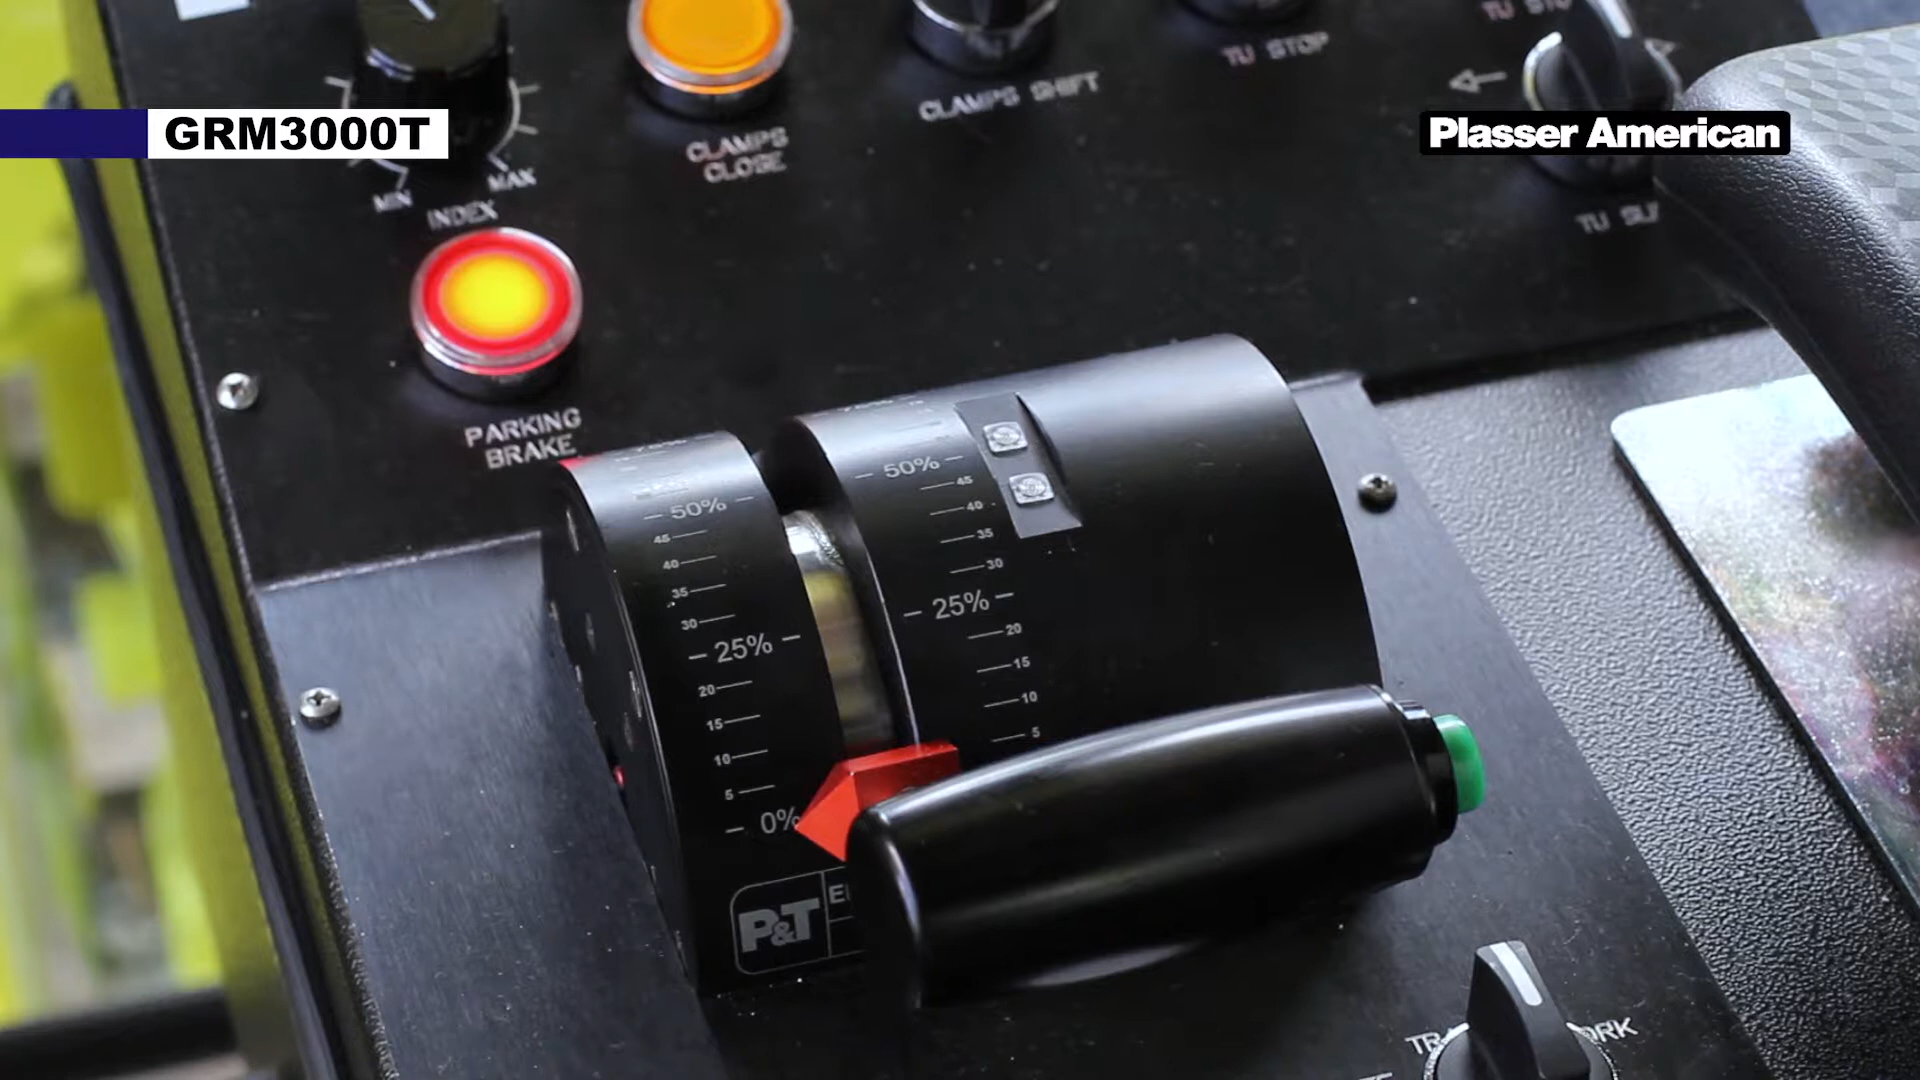 GRM3000T
Plasser American
TU STOP
CLAMPS SHIFT
CLAMPS
CLOSE
MIN
MAX
INDEX
PARKING
BRAKE
50%
45
40
35
30
25%
20
15
10
5
0%
50%
45
40
35
30
25%
20
15
10
5
P&T